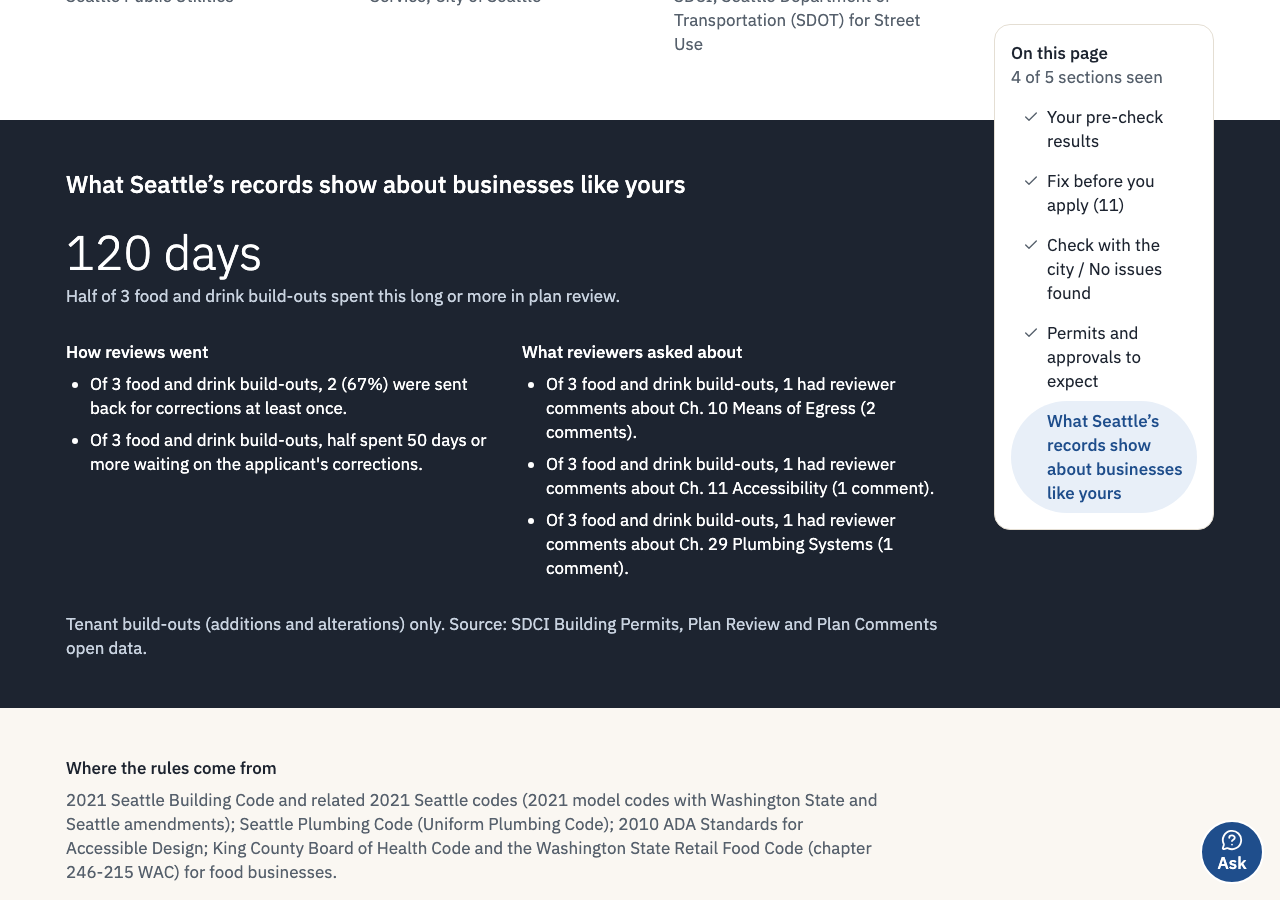 Seattle Public Utilities
Service, City of Seattle
SDCI, Seattle Department of
Transportation (SDOT) for Street
Use
On this page
4 of 5 sections seen
Your pre-check
results
Fix before you
apply (11)
Check with the
city / No issues
found
Permits and
approvals to
expect
What Seattle’s
records show
about businesses
like yours
What Seattle’s records show about businesses like yours
120 days
Half of 3 food and drink build-outs spent this long or more in plan review.
How reviews went
• Of 3 food and drink build-outs, 2 (67%) were sent
back for corrections at least once.
• Of 3 food and drink build-outs, half spent 50 days or
more waiting on the applicant's corrections.
What reviewers asked about
• Of 3 food and drink build-outs, 1 had reviewer
comments about Ch. 10 Means of Egress (2
comments).
• Of 3 food and drink build-outs, 1 had reviewer
comments about Ch. 11 Accessibility (1 comment).
• Of 3 food and drink build-outs, 1 had reviewer
comments about Ch. 29 Plumbing Systems (1
comment).
Tenant build-outs (additions and alterations) only. Source: SDCI Building Permits, Plan Review and Plan Comments
open data.
Where the rules come from
2021 Seattle Building Code and related 2021 Seattle codes (2021 model codes with Washington State and
Seattle amendments); Seattle Plumbing Code (Uniform Plumbing Code); 2010 ADA Standards for
Accessible Design; King County Board of Health Code and the Washington State Retail Food Code (chapter
246-215 WAC) for food businesses.
Ask